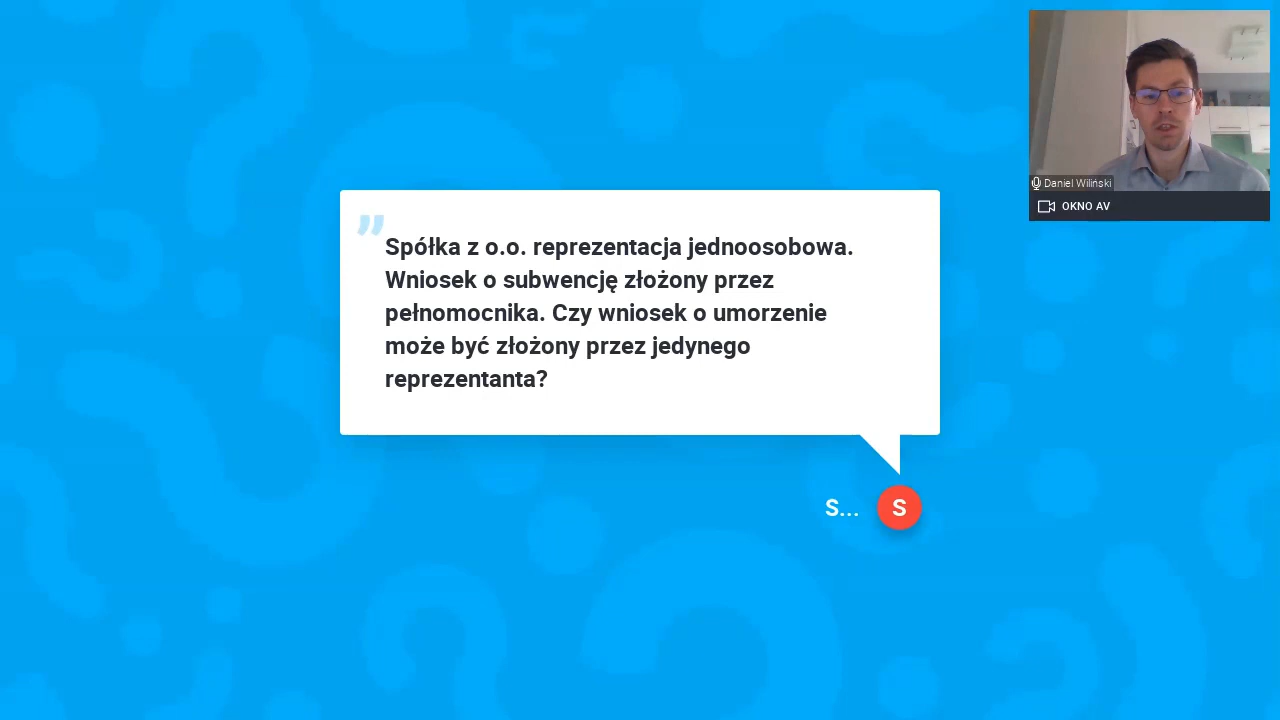 Daniel Wiliński
OKNO AV
”
Spółka z o.o. reprezentacja jednoosobowa.
Wniosek o subwencję złożony przez
pełnomocnika. Czy wniosek o umorzenie
może być złożony przez jedynego
reprezentanta?
S...
S